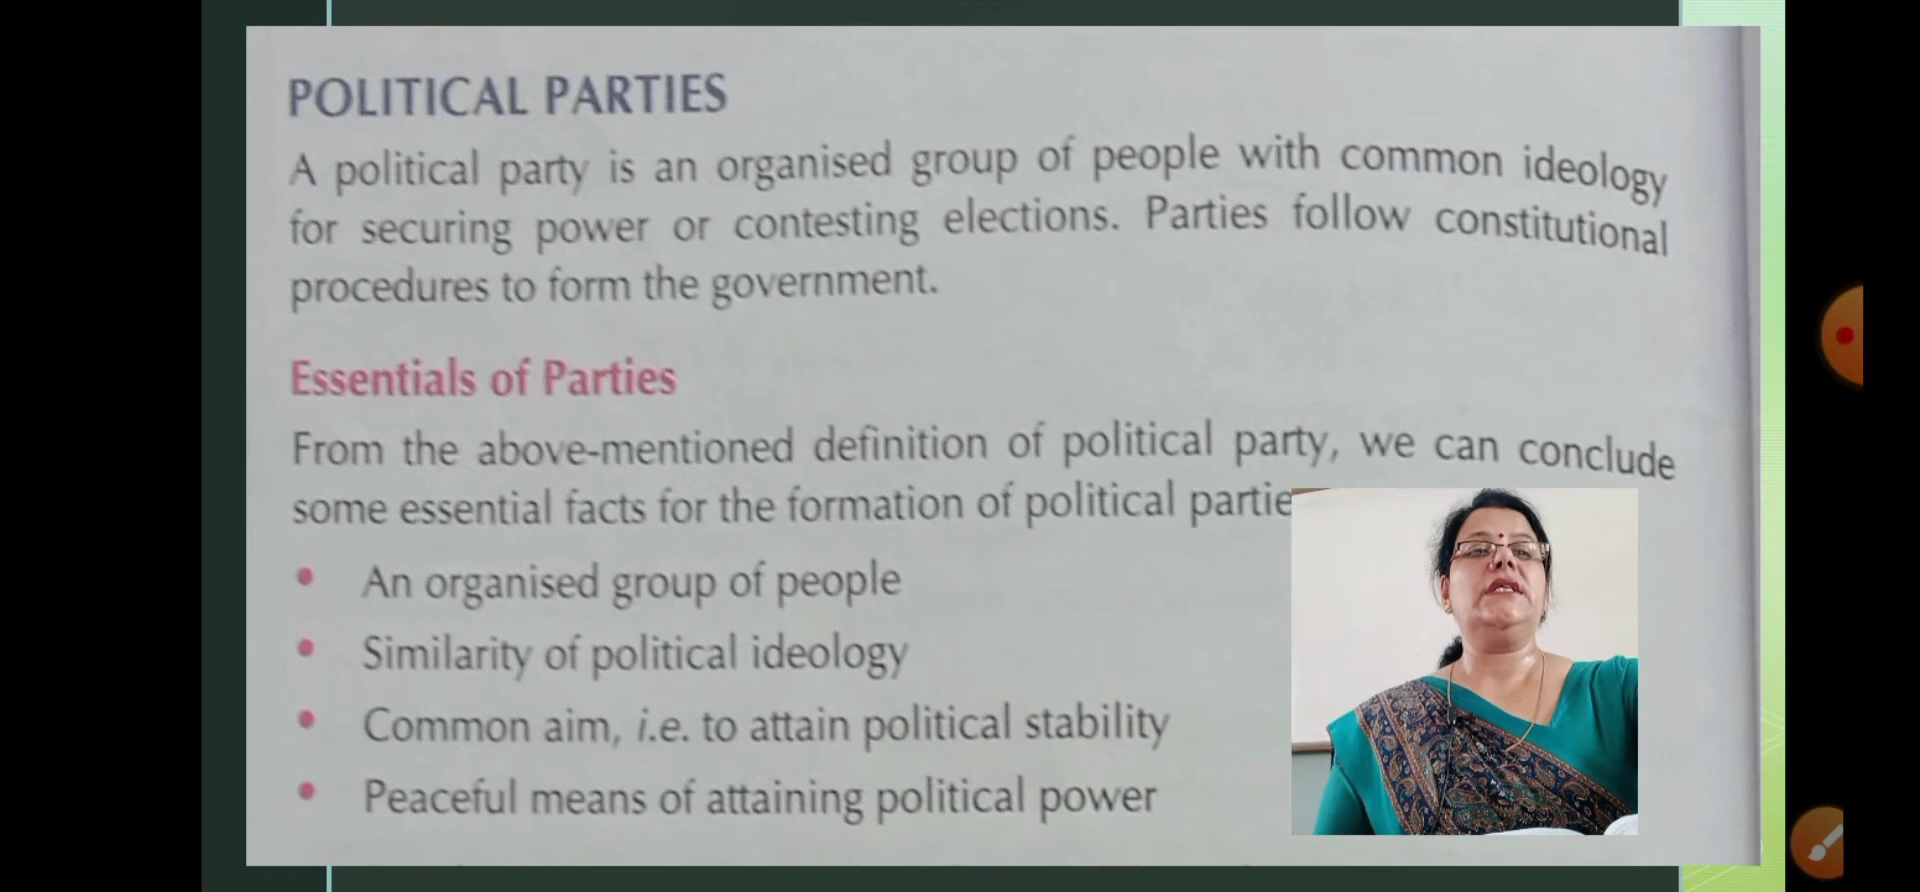 POLITICAL PARTIES
A political party is an organised group of people with common ideology
for securing power or contesting elections. Parties follow constitutional
procedures to form the government.
Essentials of Parties
From the above-mentioned definition of political party, we can conclude
some essential facts for the formation of political partie
An organised group of people
Similarity of political ideology
Common aim, i.e. to attain political stability
Peaceful means of attaining political power